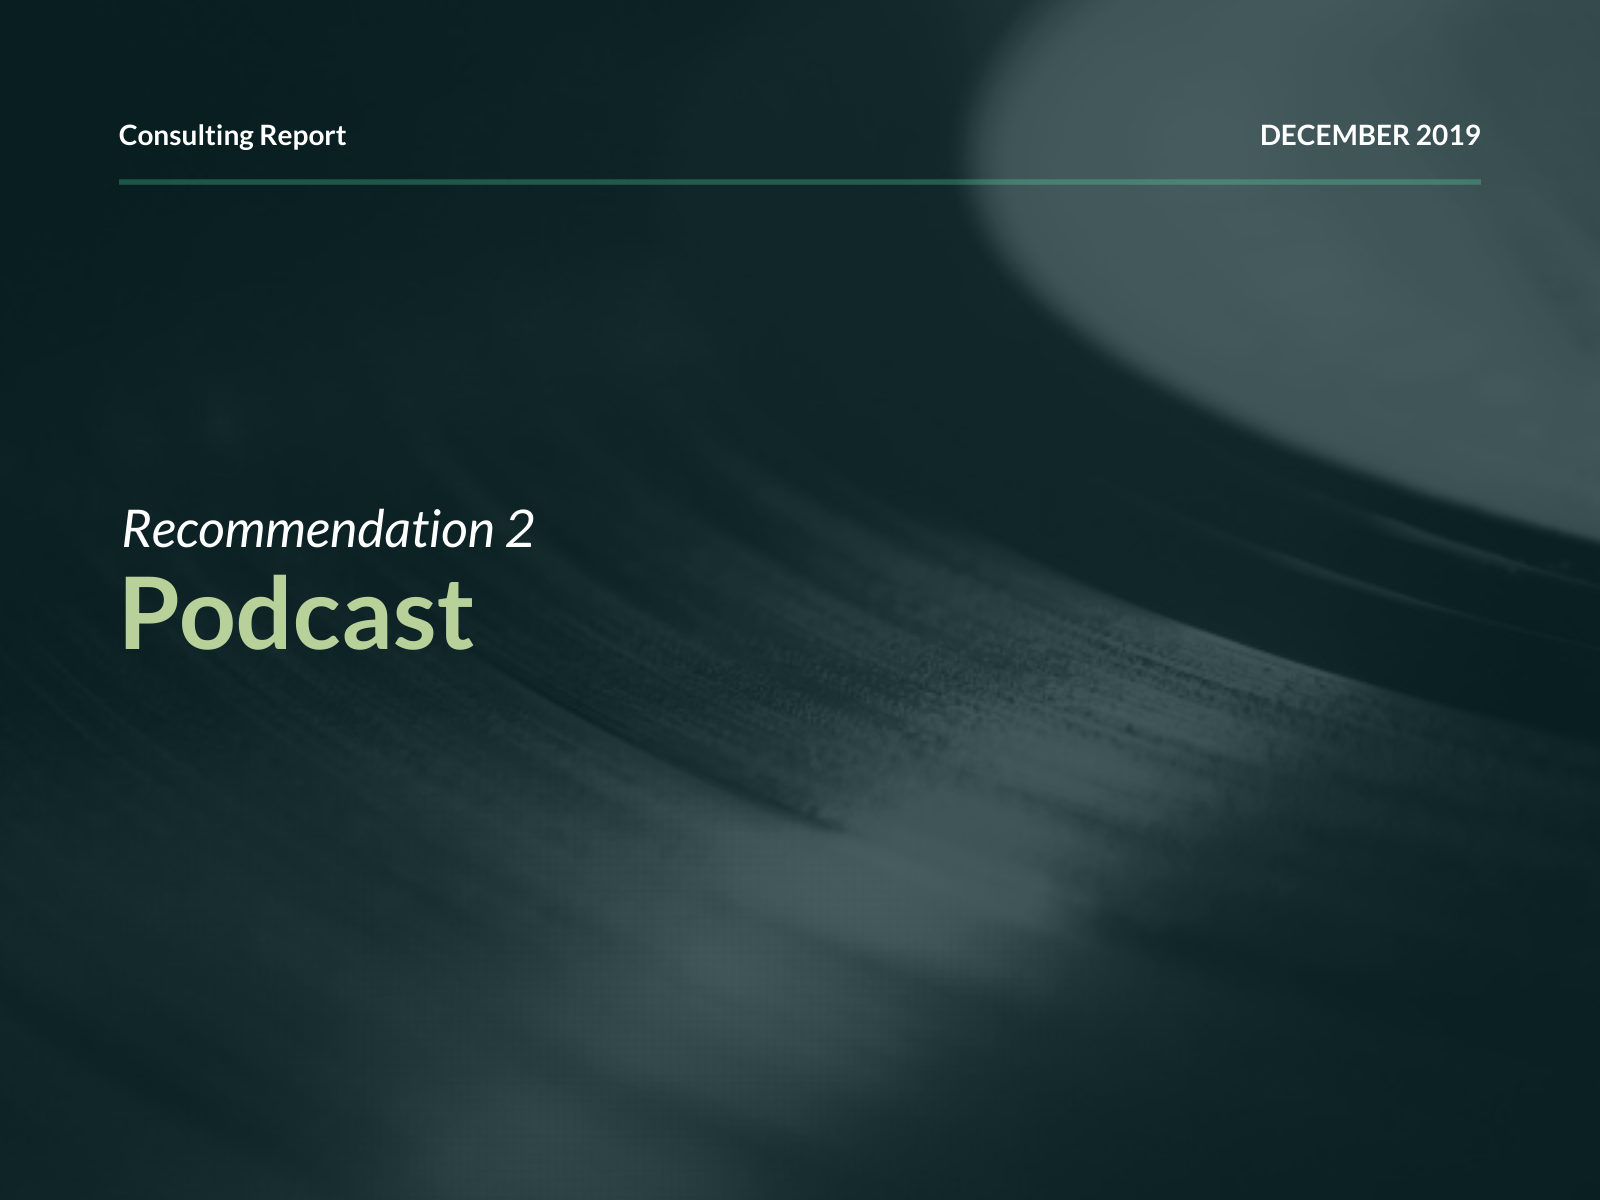 Consulting Report
DECEMBER 2019
Recommendation 2
Podcast